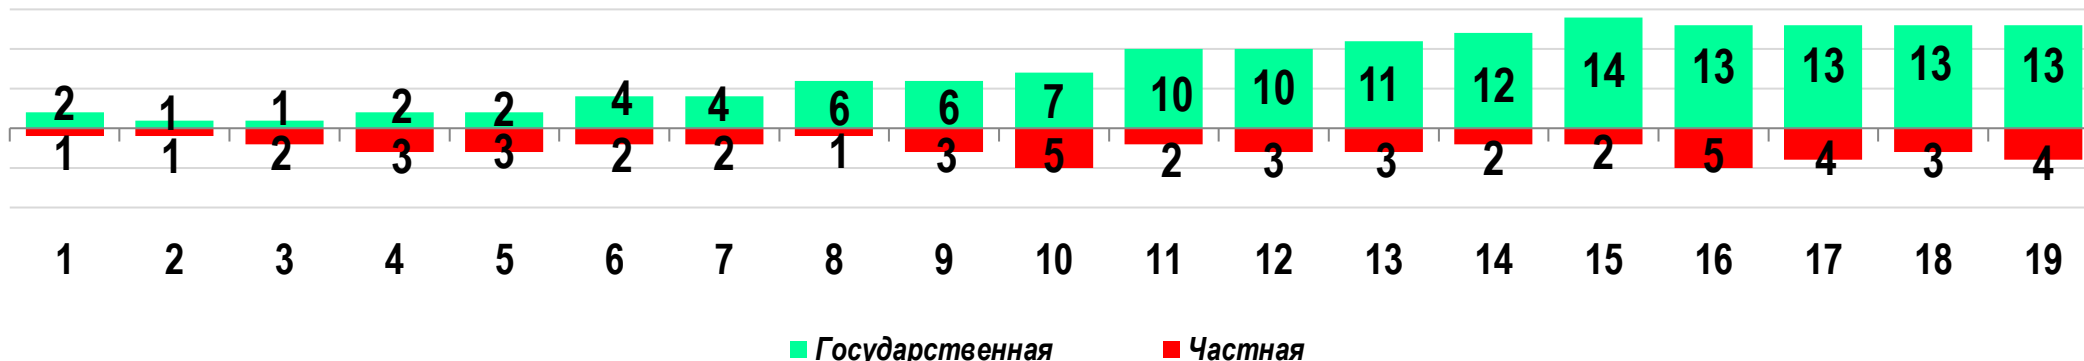 2 1 1 2 2 4 4 6 6 7 10 10 11 12 14 13 13 13 13
1 1 2 3 3 2 2 1 3 5 2 3 3 2 2 5 4 3 4
1 2 3 4 5 6 7 8 9 10 11 12 13 14 15 16 17 18 19
Государственная Частная